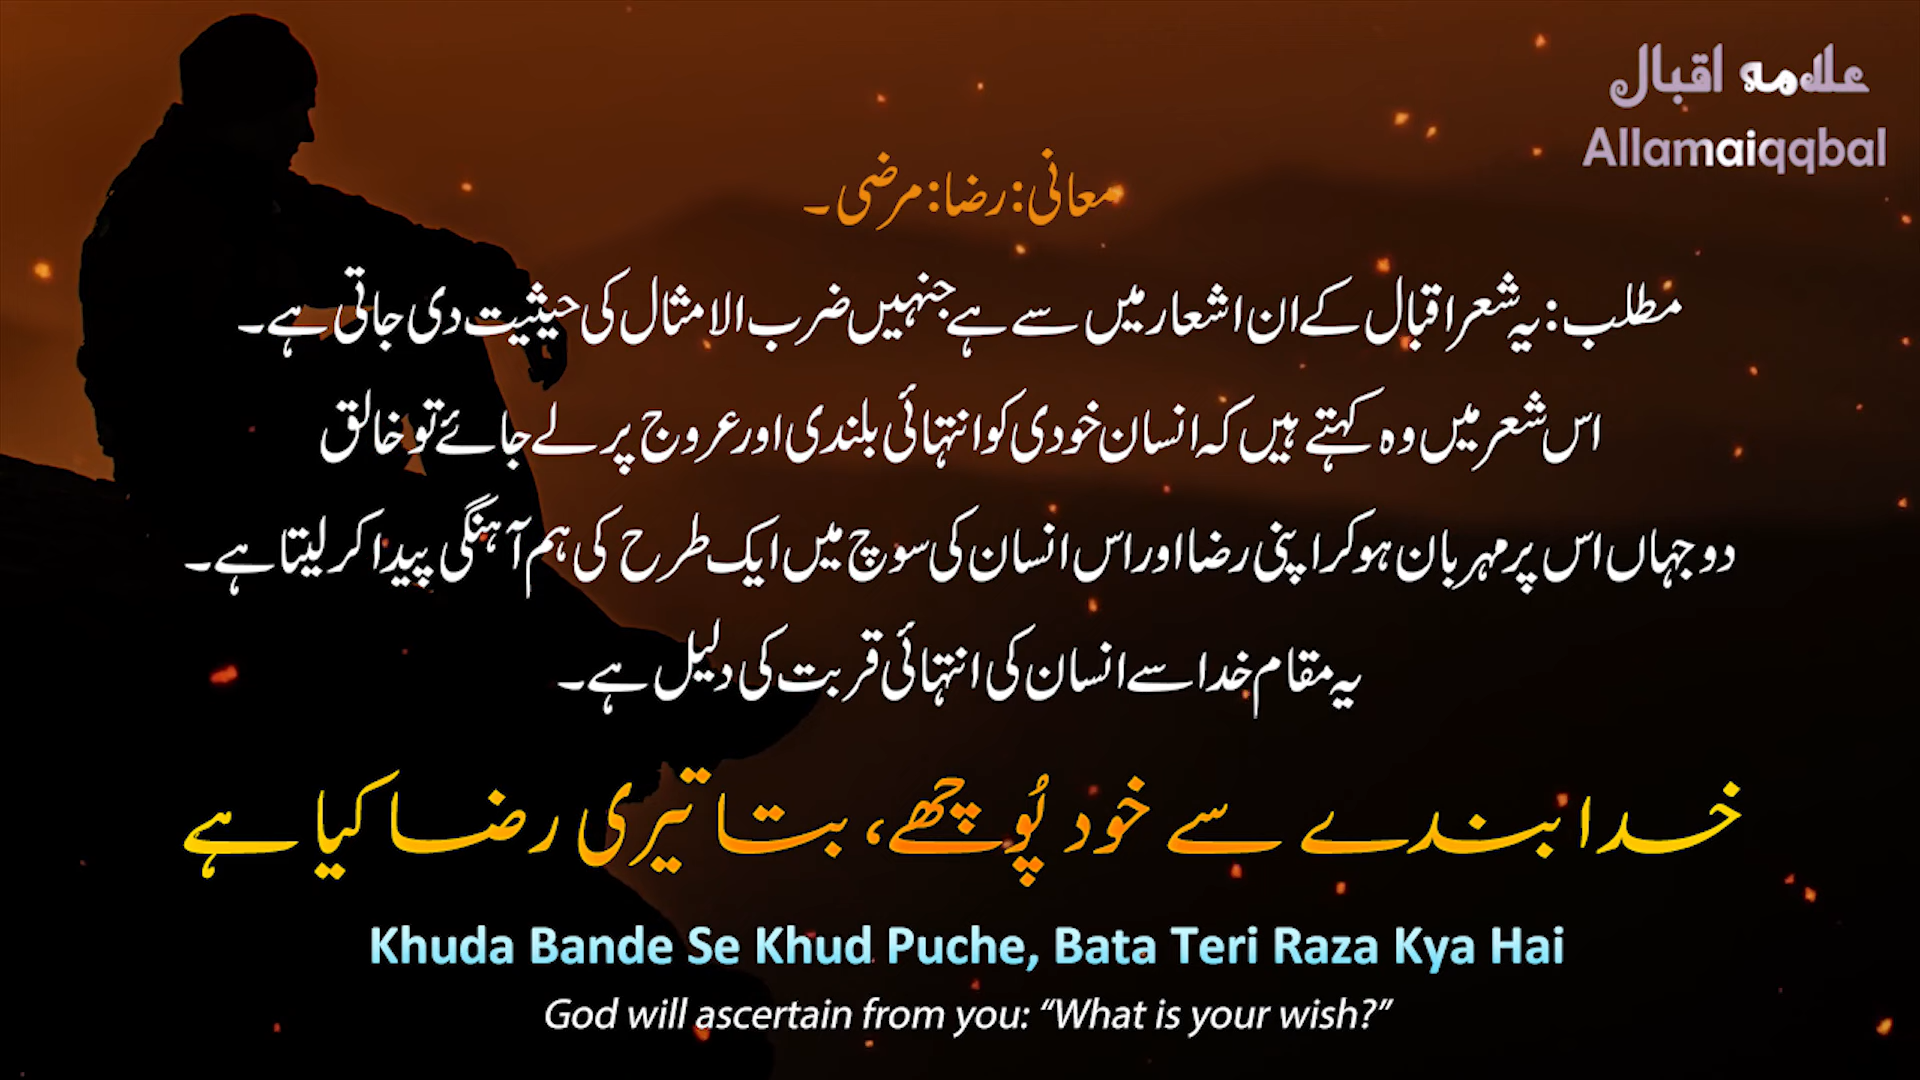 علامہ اقبال
Allamaiqqbal
معانی: رضا: مرضی ۔
مطلب: یہ شعر اقبال کے ان اشعار میں سے ہے جنہیں ضرب الامثال کی حیثیت دی جاتی ہے۔
اس شعر میں وہ کہتے ہیں کہ انسان خودی کو انتہائی بلندی اور عروج پر لے جائے تو خالق
دو جہاں اس پر مہربان ہو کر اپنی رضا اور اس انسان کی سوچ میں ایک طرح کی ہم آہنگی پیدا کر لیتا ہے۔
یہ مقام خدا سے انسان کی انتہائی قربت کی دلیل ہے۔
خدا بندے سے خود پُوچھے، بتا تیری رضا کیا ہے
Khuda Bande Se Khud Puche, Bata Teri Raza Kya Hai
God will ascertain from you: “What is your wish?”